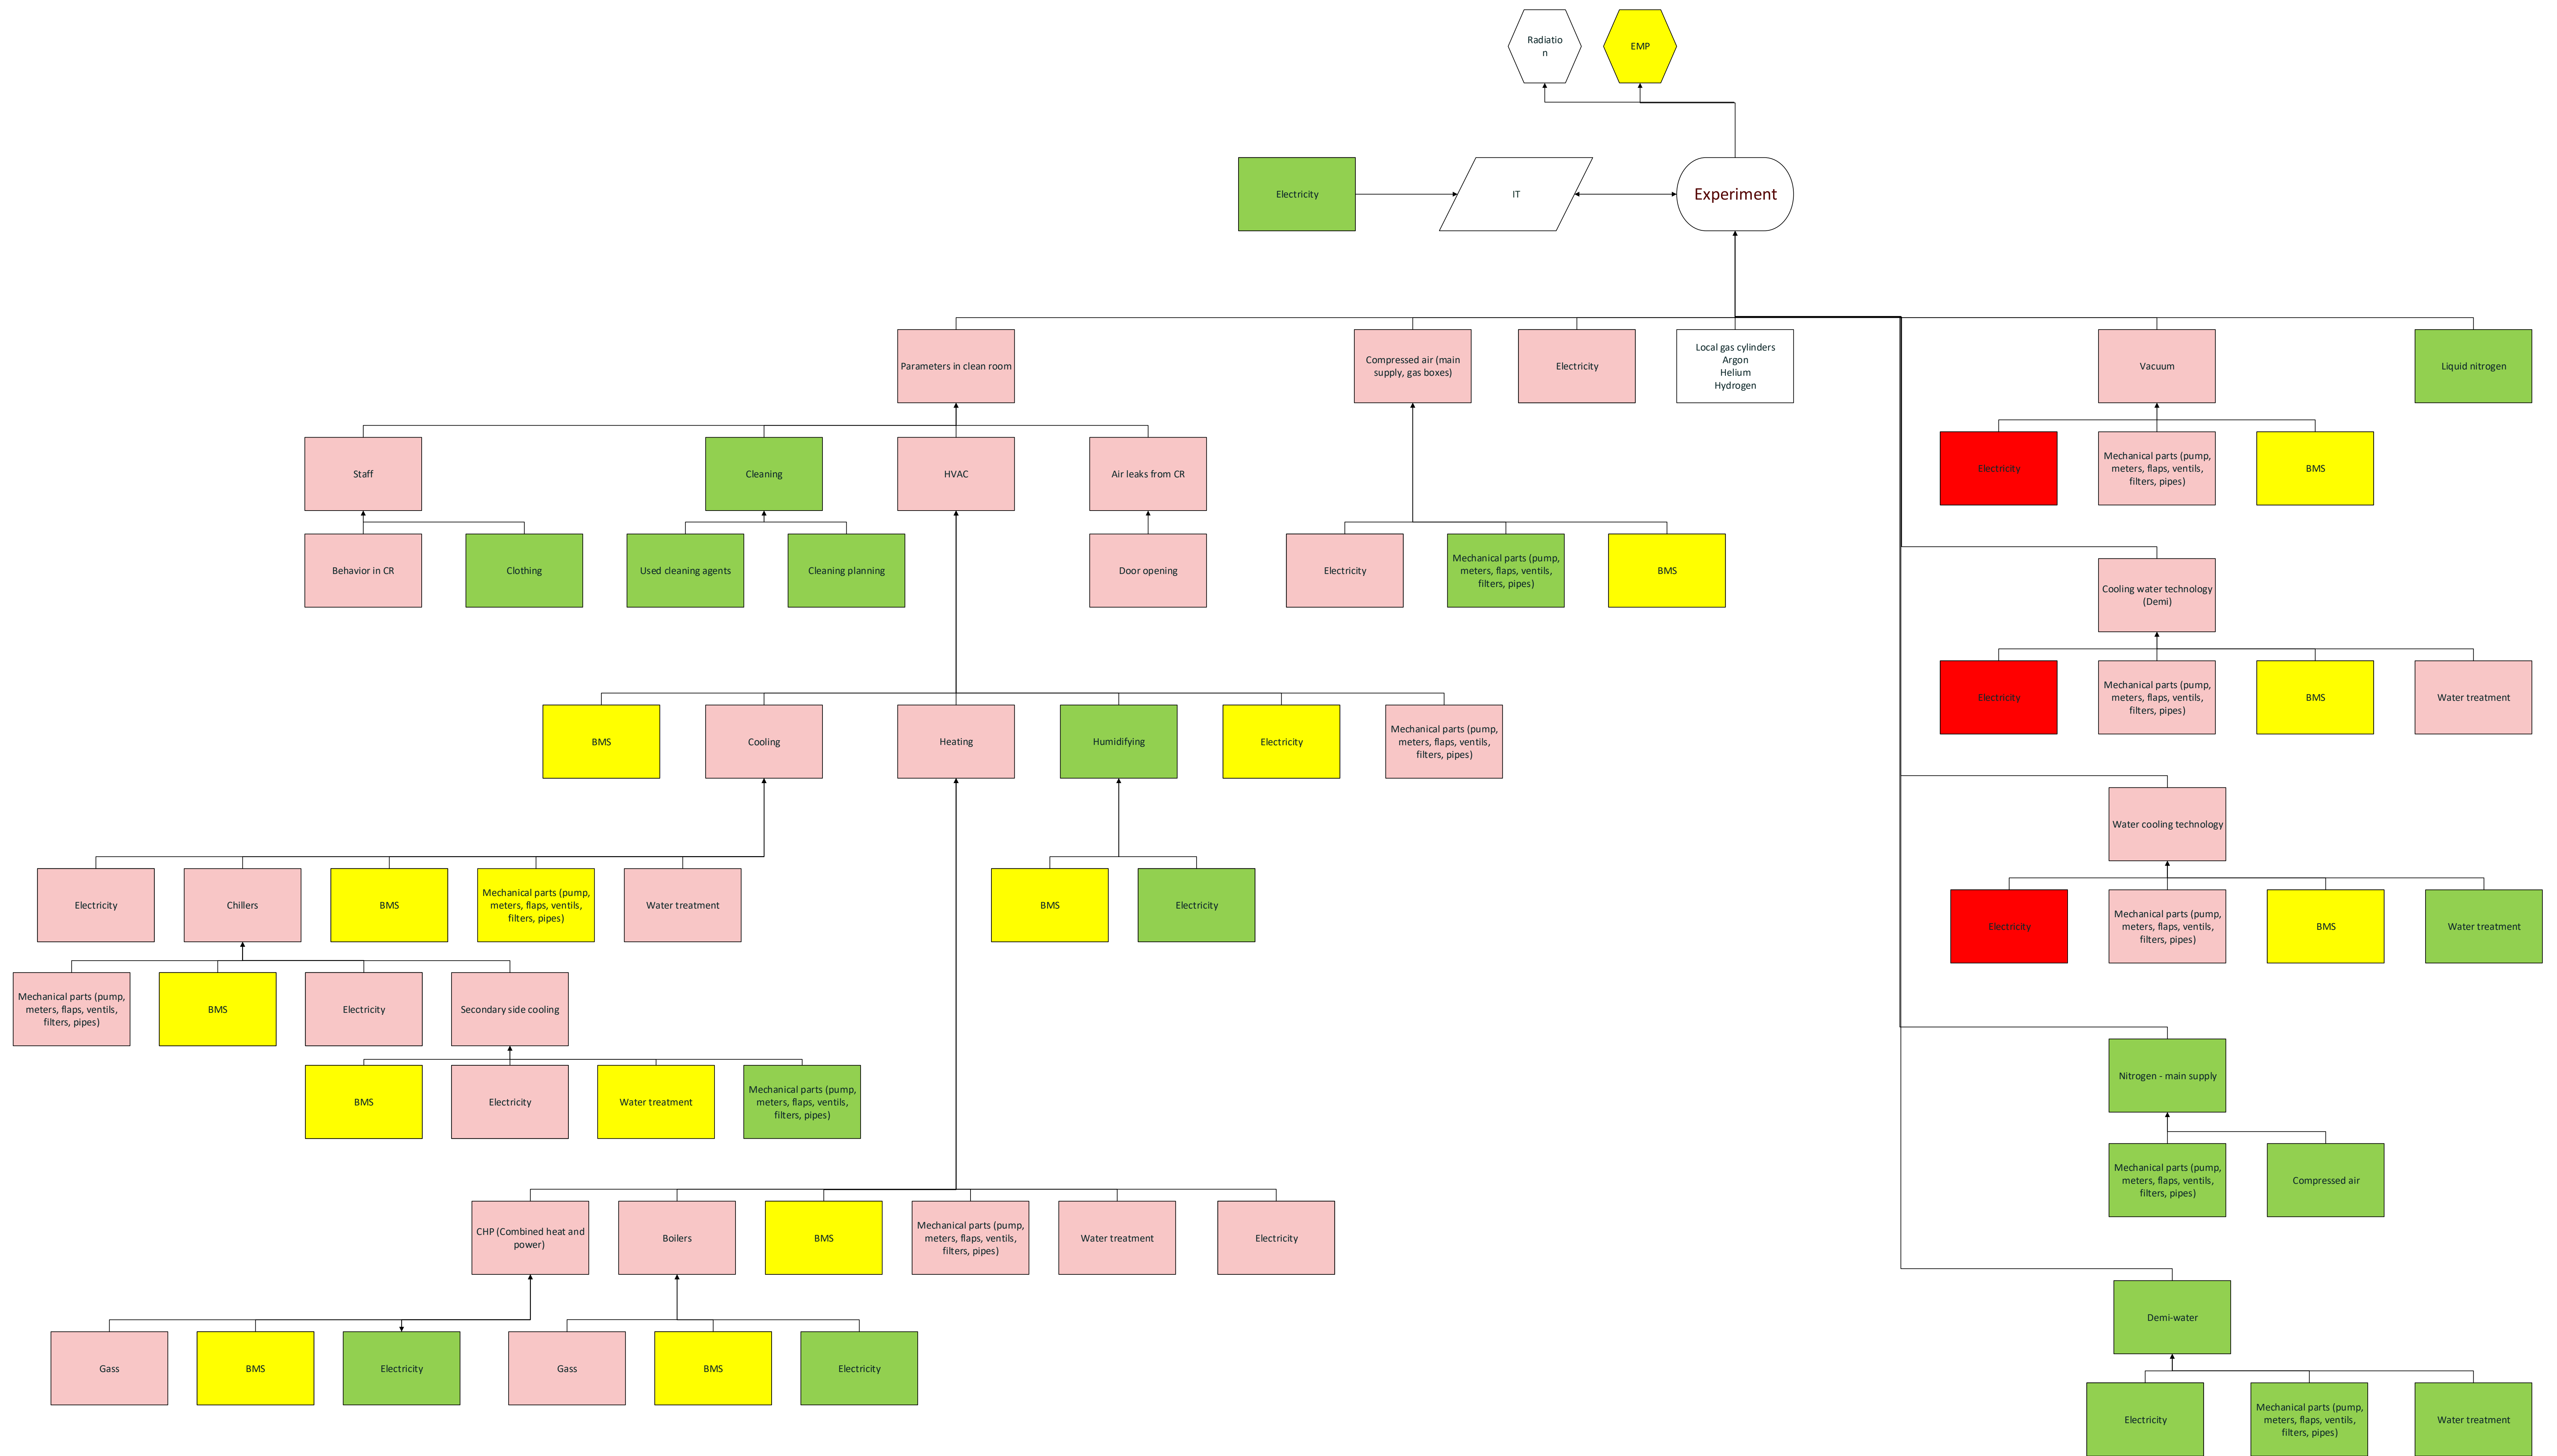 Radiatio
n
EMP
Electricity
IT
Experiment
Parameters in clean room
Compressed air (main
supply, gas boxes)
Electricity
Local gas cylinders
Argon
Helium
Hydrogen
Vacuum
Liquid nitrogen
Staff
Cleaning
HVAC
Air leaks from CR
Electricity
Mechanical parts (pump,
meters, flaps, ventils,
filters, pipes)
BMS
Behavior in CR
Clothing
Used cleaning agents
Cleaning planning
Door opening
Electricity
Mechanical parts (pump,
meters, flaps, ventils,
filters, pipes)
BMS
Cooling water technology
(Demi)
Electricity
Mechanical parts (pump,
meters, flaps, ventils,
filters, pipes)
BMS
Water treatment
BMS
Cooling
Heating
Humidifying
Electricity
Mechanical parts (pump,
meters, flaps, ventils,
filters, pipes)
Water cooling technology
Electricity
Chillers
BMS
Mechanical parts (pump,
meters, flaps, ventils,
filters, pipes)
Water treatment
BMS
Electricity
Electricity
Mechanical parts (pump,
meters, flaps, ventils,
filters, pipes)
BMS
Water treatment
Mechanical parts (pump,
meters, flaps, ventils,
filters, pipes)
BMS
Electricity
Secondary side cooling
Nitrogen - main supply
BMS
Electricity
Water treatment
Mechanical parts (pump,
meters, flaps, ventils,
filters, pipes)
Mechanical parts (pump,
meters, flaps, ventils,
filters, pipes)
Compressed air
CHP (Combined heat and
power)
Boilers
BMS
Mechanical parts (pump,
meters, flaps, ventils,
filters, pipes)
Water treatment
Electricity
Demi-water
Gass
BMS
Electricity
Gass
BMS
Electricity
Electricity
Mechanical parts (pump,
meters, flaps, ventils,
filters, pipes)
Water treatment